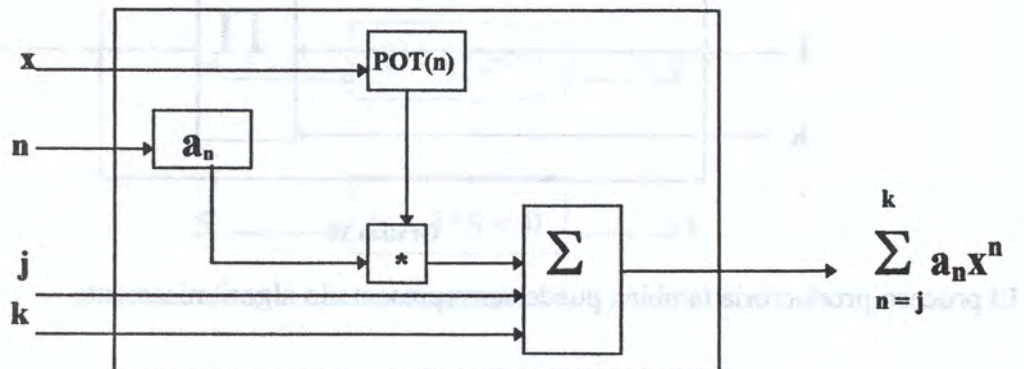 x
POT(n)
n
aₙ
*
j
k
Σ
k
Σ aₙxⁿ
n = j